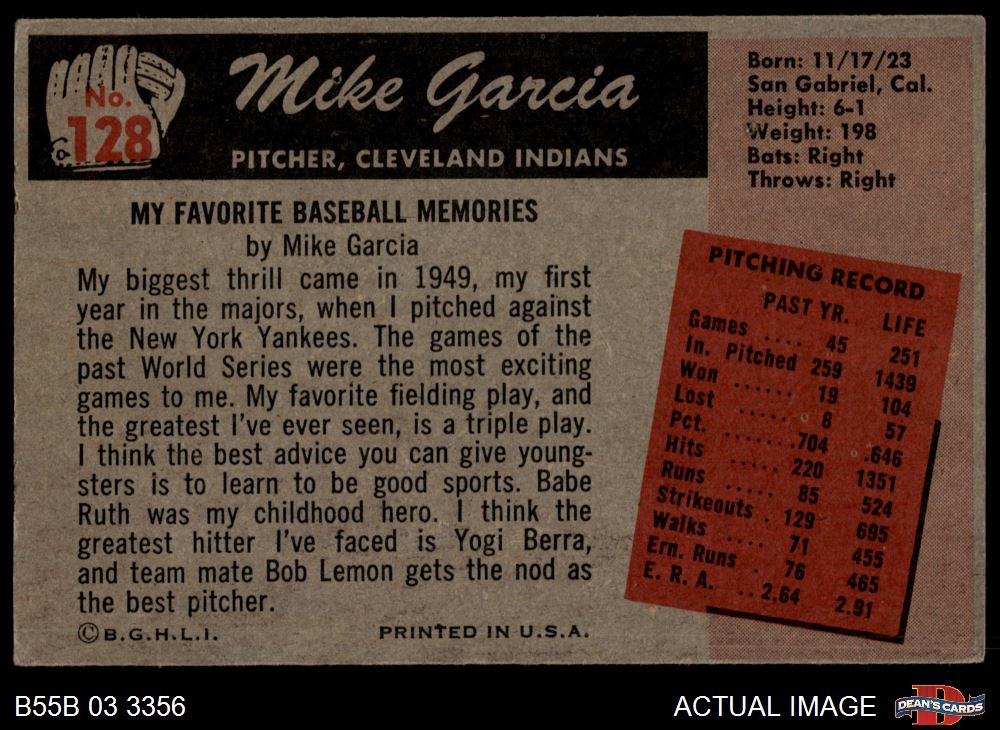 No.
128
Mike Garcia
PITCHER, CLEVELAND INDIANS
Born: 11/17/23
San Gabriel, Cal.
Height: 6-1
Weight: 198
Bats: Right
Throws: Right
MY FAVORITE BASEBALL MEMORIES
by Mike Garcia
My biggest thrill came in 1949, my first
year in the majors, when I pitched against
the New York Yankees. The games of the
past World Series were the most exciting
games to me. My favorite fielding play, and
the greatest I've ever seen, is a triple play.
I think the best advice you can give young-
sters is to learn to be good sports. Babe
Ruth was my childhood hero. I think the
greatest hitter I've faced is Yogi Berra,
and team mate Bob Lemon gets the nod as
the best pitcher.
© B.G.H.L.I. PRINTED IN U.S.A.
PITCHING RECORD
PAST YR. LIFE
Games .... 45 251
In. Pitched 259 1439
Won ...... 19 104
Lost ...... 8 57
Pct. .......704 .646
Hits ..... 220 1351
Runs ..... 85 524
Strikeouts . 129 695
Walks .... 71 455
Ern. Runs . 76 465
E. R. A. .. 2.64 2.91
B55B 03 3356
ACTUAL IMAGE
DEAN'S CARDS